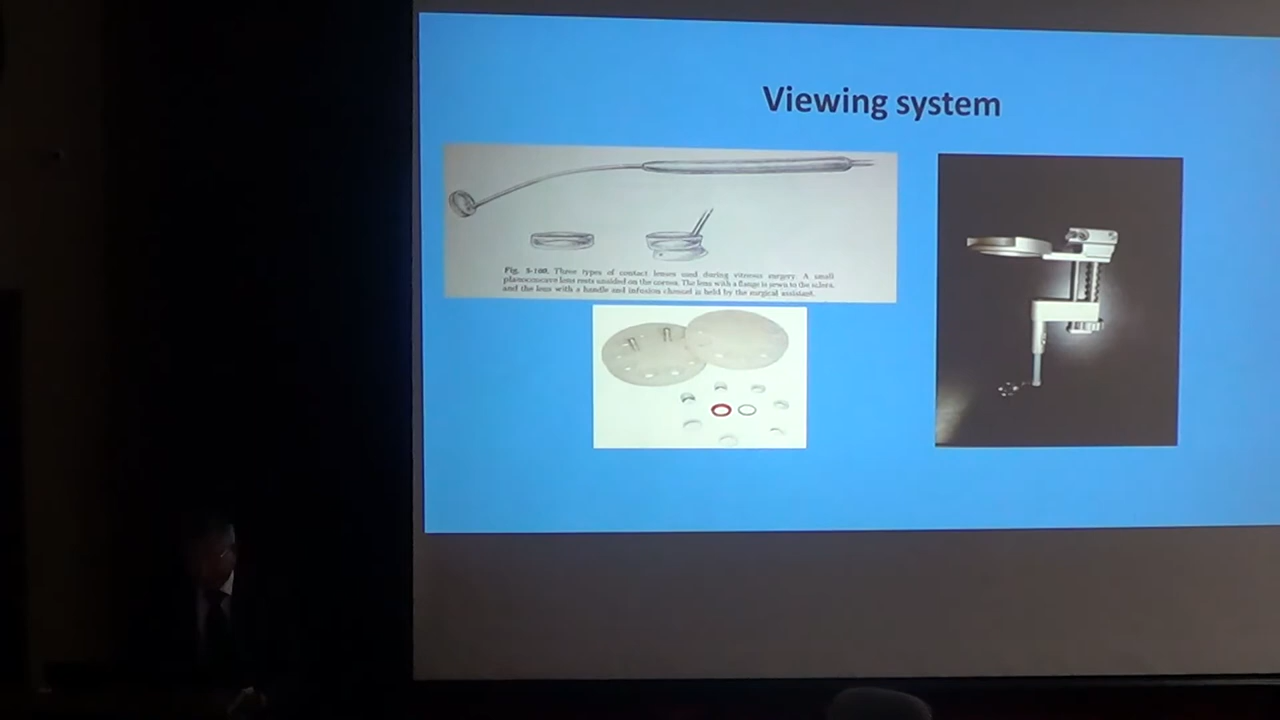 Viewing system
Fig. 8-100. Three types of contact lenses used during vitreous surgery. A small
planoconcave lens rests unaided on the cornea. The lens with a flange is sewn to the sclera,
and the lens with a handle and infusion channel is held by the surgical assistant.